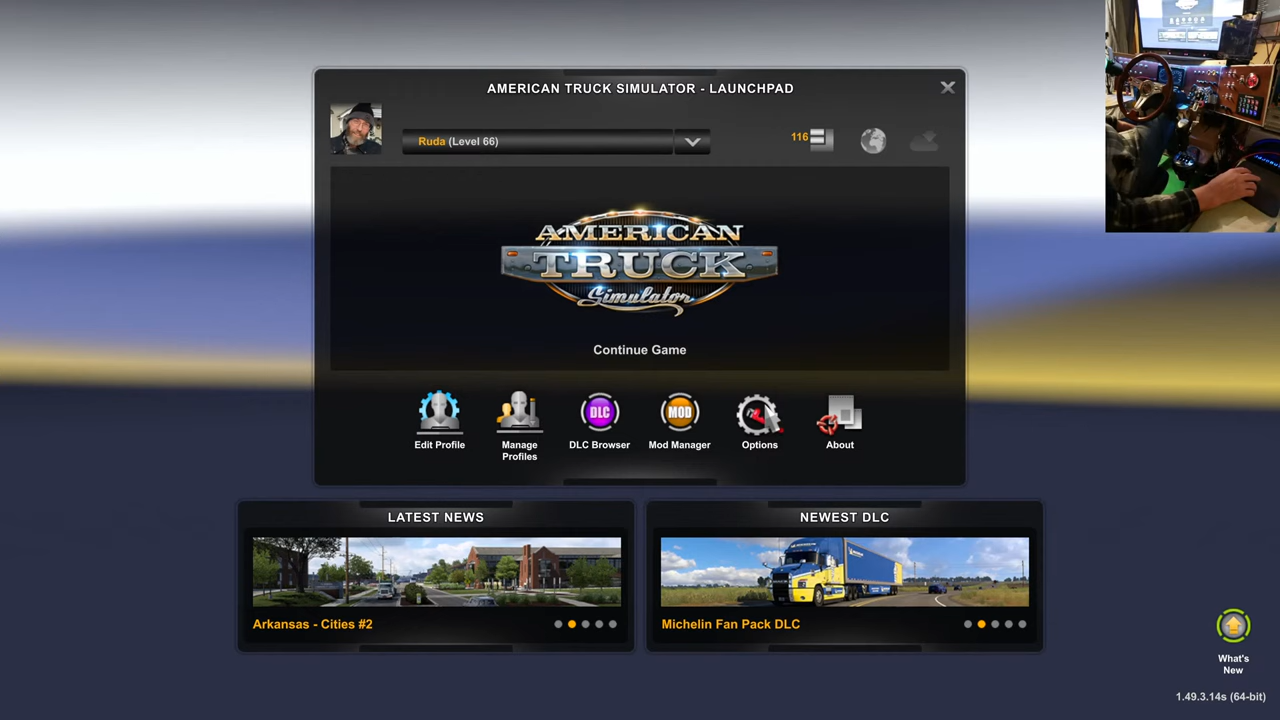 AMERICAN TRUCK SIMULATOR - LAUNCHPAD
Ruda (Level 66)
116
AMERICAN
TRUCK
Simulator
Continue Game
DLC
MOD
Edit Profile
Manage
Profiles
DLC Browser
Mod Manager
Options
About
LATEST NEWS
NEWEST DLC
Arkansas - Cities #2
Michelin Fan Pack DLC
What's
New
1.49.3.14s (64-bit)